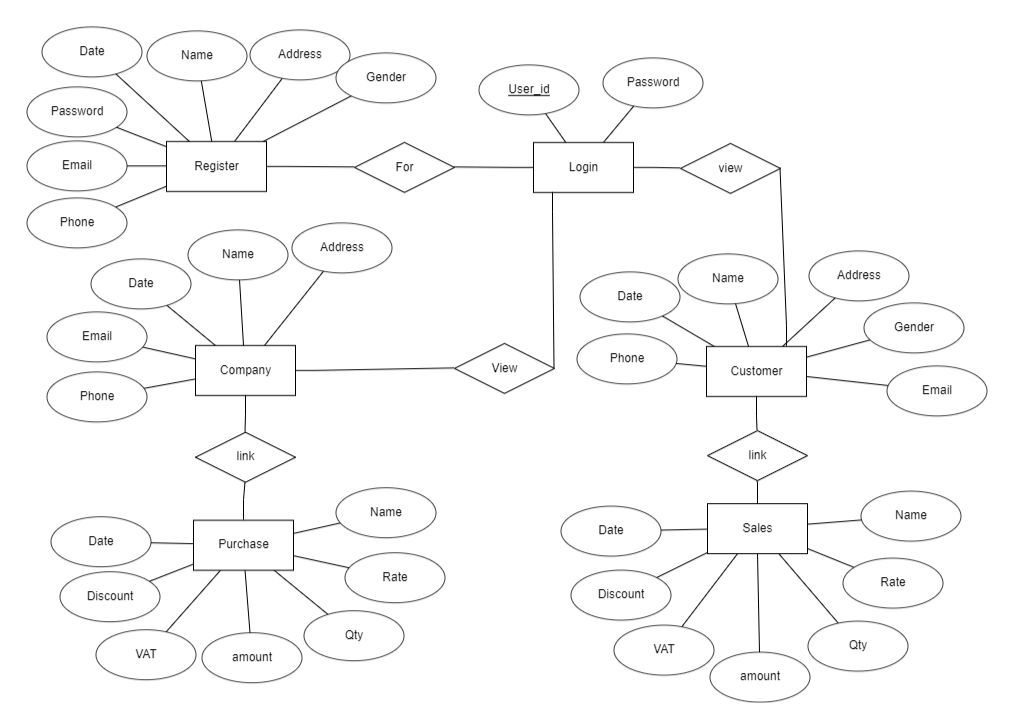 Date
Name
Address
Gender
Password
Email
Phone
Register
For
User_id
Password
Login
view
Date
Name
Address
Email
Phone
Company
View
Date
Name
Address
Gender
Phone
Email
Customer
link
link
Purchase
Name
Date
Rate
Discount
Qty
VAT
amount
Sales
Name
Date
Rate
Discount
Qty
VAT
amount